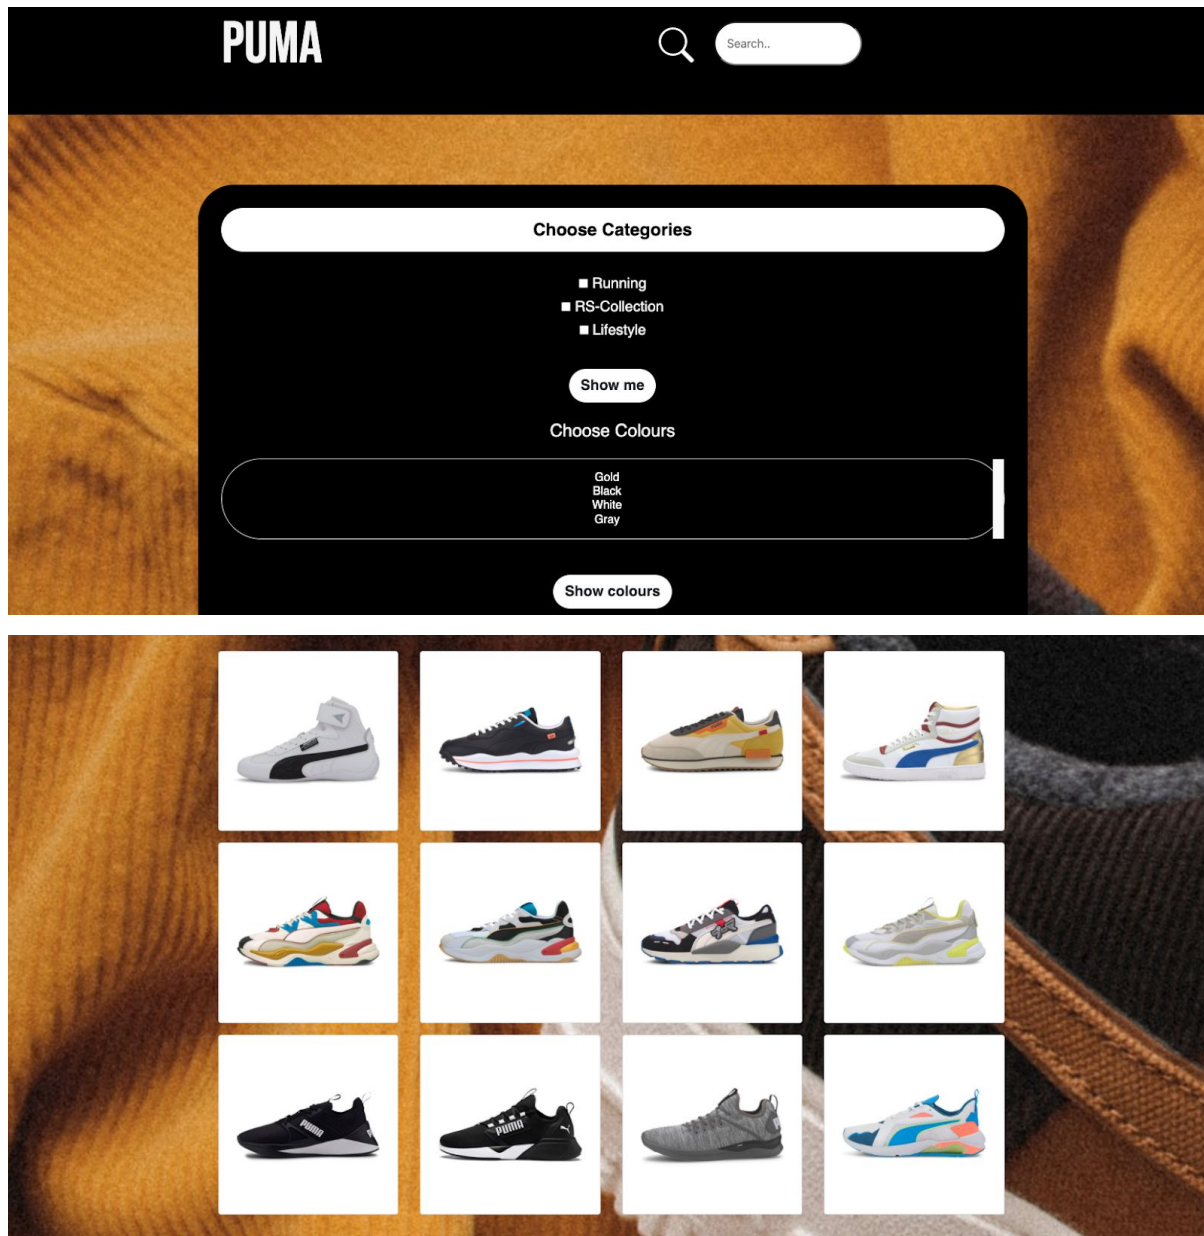 PUMA
Search..
Choose Categories
Running
RS-Collection
Lifestyle
Show me
Choose Colours
Gold
Black
White
Gray
Show colours
PUMA
PUMA